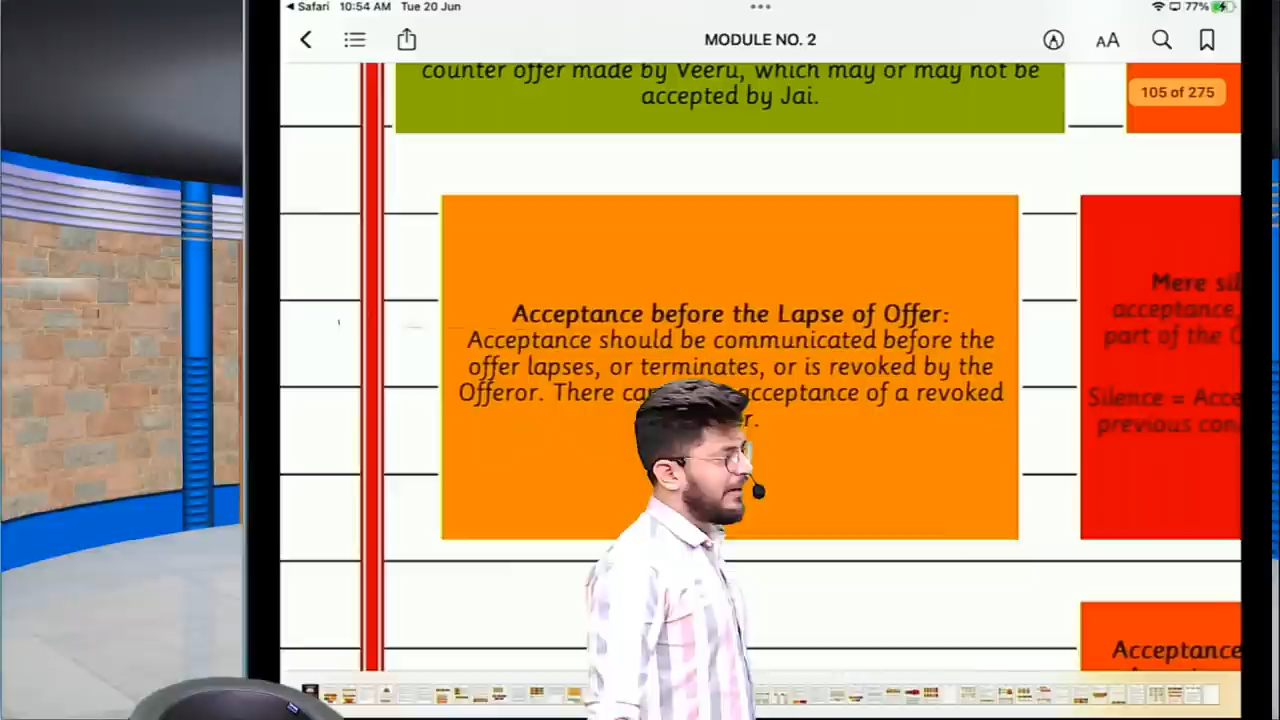 Safari 10:54 AM Tue 20 Jun
77%
MODULE NO. 2
AA
105 of 275
counter offer made by Veeru, which may or may not be
accepted by Jai.
Acceptance before the Lapse of Offer:
Acceptance should be communicated before the
offer lapses, or terminates, or is revoked by the
Offeror. There acceptance of a revoked
Mere
acceptance.
part of the
Silence =
previous
Acceptance